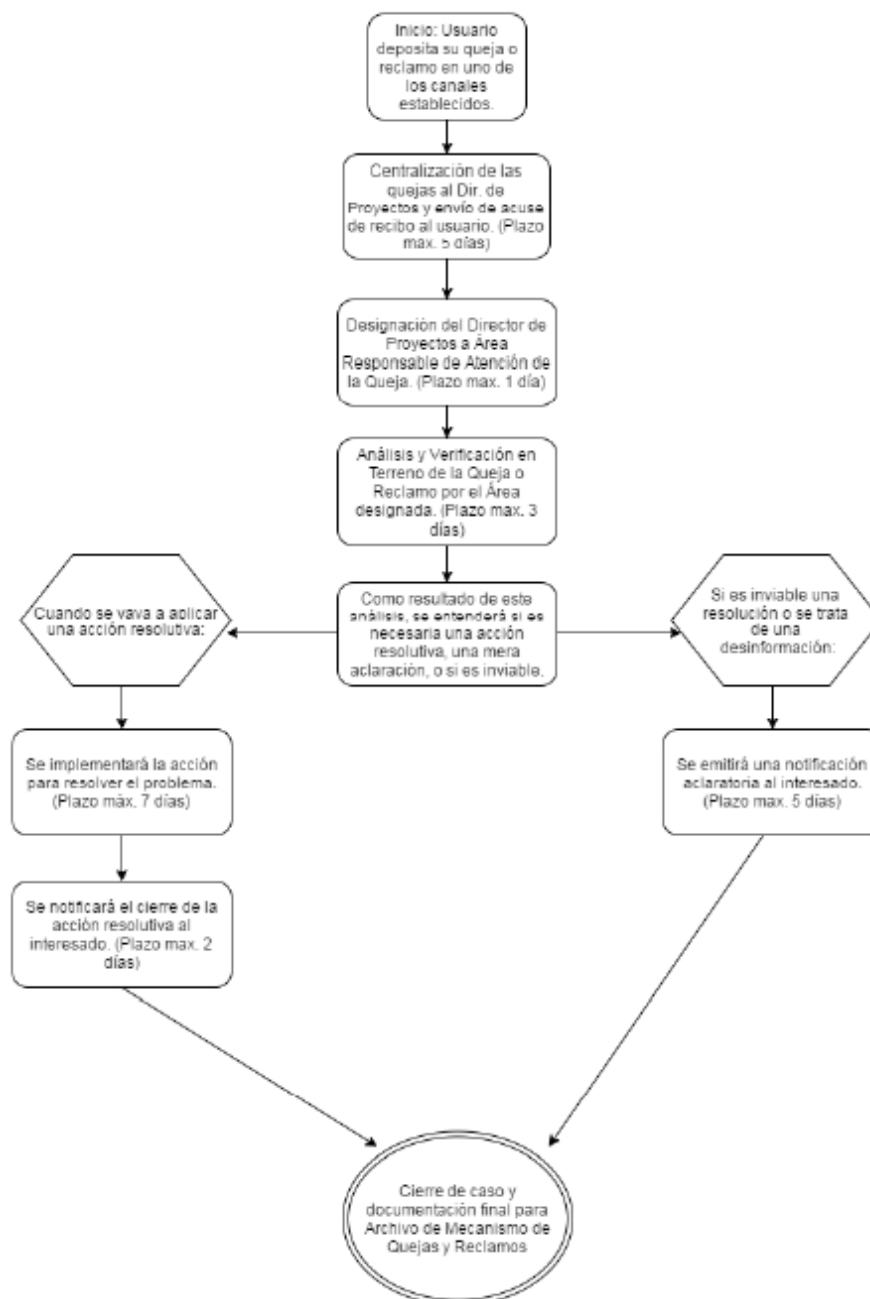 Inicio: Usuario
deposita su queja o
reclamo en uno de
los canales
establecidos.
Centralización de las
quejas al Dir. de
Proyectos y envío de acuse
de recibo al usuario. (Plazo
max. 5 días)
Designación del Director de
Proyectos a Área
Responsable de Atención de
la Queja. (Plazo max. 1 día)
Análisis y Verificación en
Terreno de la Queja o
Reclamo por el Área
designada. (Plazo max. 3
días)
Como resultado de este
análisis, se entenderá si es
necesaria una acción
resolutiva, una mera
aclaración, o si es inviable.
Cuando se vaya a aplicar
una acción resolutiva:
Se implementará la acción
para resolver el problema.
(Plazo máx. 7 días)
Se notificará el cierre de la
acción resolutiva al
interesado. (Plazo max. 2
días)
Si es inviable una
resolución o se trata
de una
desinformación:
Se emitirá una notificación
aclaratoria al interesado.
(Plazo max. 5 días)
Cierre de caso y
documentación final para
Archivo de Mecanismo de
Quejas y Reclamos